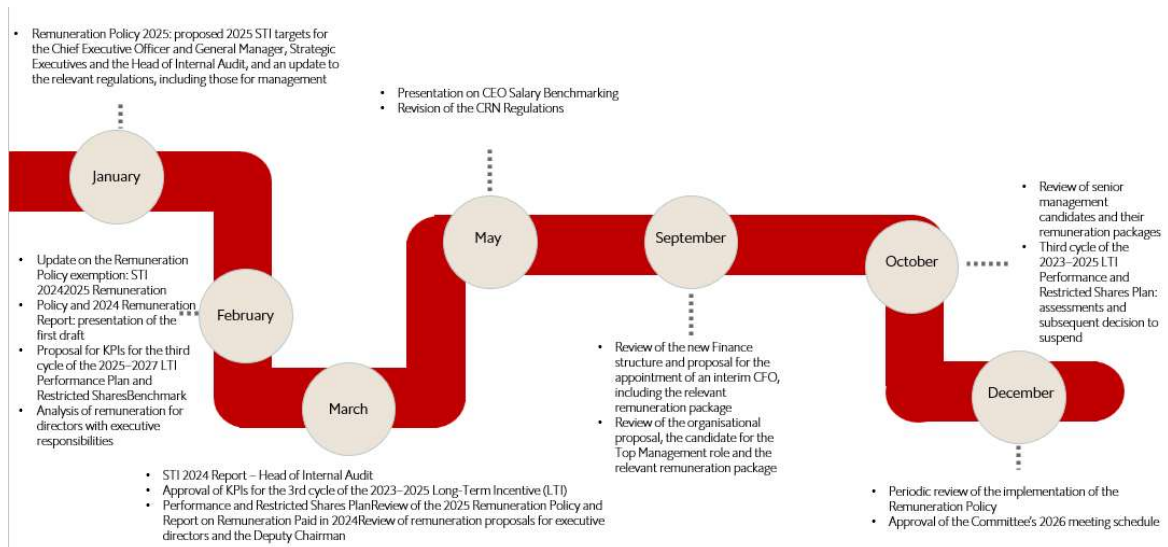 • Remuneration Policy 2025: proposed 2025 STI targets for
the Chief Executive Officer and General Manager, Strategic
Executives and the Head of Internal Audit, and an update to
the relevant regulations, including those for management
January
• Update on the Remuneration
Policy exemption: STI
20242025 Remuneration
• Policy and 2024 Remuneration
Report: presentation of the
first draft
• Proposal for KPIs for the third
cycle of the 2025–2027 LTI
Performance Plan and
Restricted SharesBenchmark
• Analysis of remuneration for
directors with executive
responsibilities
February
March
• STI 2024 Report – Head of Internal Audit
• Approval of KPIs for the 3rd cycle of the 2023–2025 Long-Term Incentive (LTI)
• Performance and Restricted Shares PlanReview of the 2025 Remuneration Policy and
Report on Remuneration Paid in 2024Review of remuneration proposals for executive
directors and the Deputy Chairman
• Presentation on CEO Salary Benchmarking
• Revision of the CRN Regulations
May
September
• Review of the new Finance
structure and proposal for the
appointment of an interim CFO,
including the relevant
remuneration package
• Review of the organisational
proposal, the candidate for the
Top Management role and the
relevant remuneration package
October
• Review of senior
management
candidates and their
remuneration packages
• Third cycle of the
2023–2025 LTI
Performance and
Restricted Shares Plan:
assessments and
subsequent decision to
suspend
December
• Periodic review of the implementation of the
Remuneration Policy
• Approval of the Committee's 2026 meeting schedule